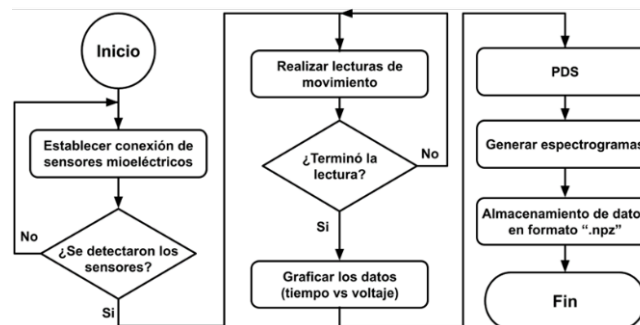 Inicio
Establecer conexión de
sensores mioeléctricos
¿Se detectaron los
sensores?
No
Si
Realizar lecturas de
movimiento
¿Terminó la
lectura?
No
Si
Graficar los datos
(tiempo vs voltaje)
PDS
Generar espectrogramas
Almacenamiento de datos
en formato “.npz”
Fin